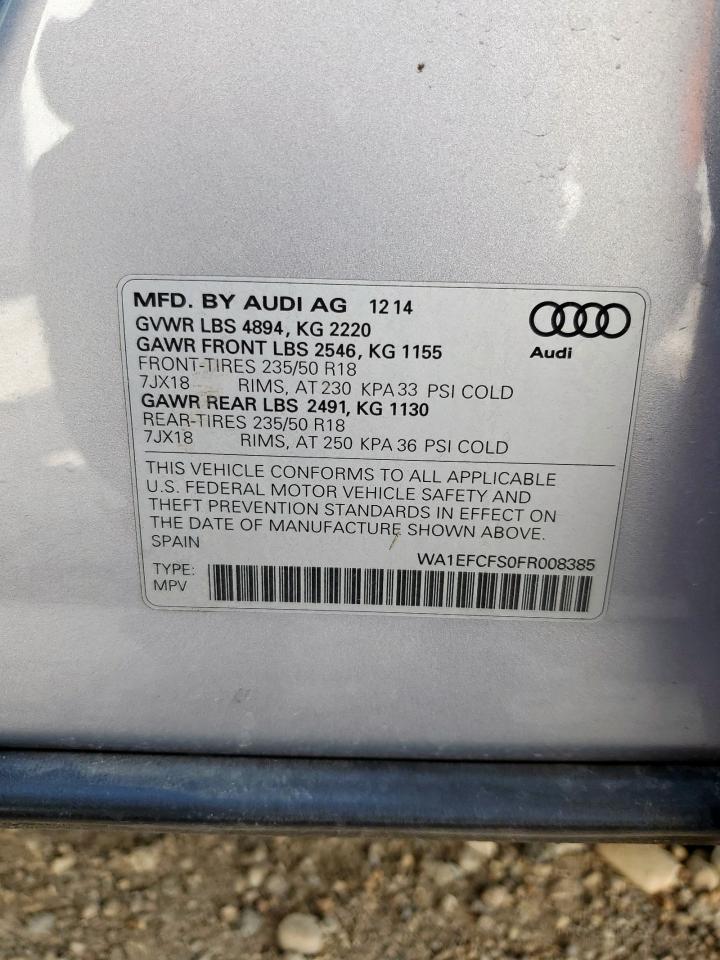 MFD. BY AUDI AG 12 14
GVWR LBS 4894, KG 2220
GAWR FRONT LBS 2546, KG 1155
FRONT-TIRES 235/50 R18
7JX18 RIMS, AT 230 KPA 33 PSI COLD
GAWR REAR LBS 2491, KG 1130
REAR-TIRES 235/50 R18
7JX18 RIMS, AT 250 KPA 36 PSI COLD
Audi
THIS VEHICLE CONFORMS TO ALL APPLICABLE
U.S. FEDERAL MOTOR VEHICLE SAFETY AND
THEFT PREVENTION STANDARDS IN EFFECT ON
THE DATE OF MANUFACTURE SHOWN ABOVE.
SPAIN
WA1EFCFS0FR008385
TYPE:
MPV